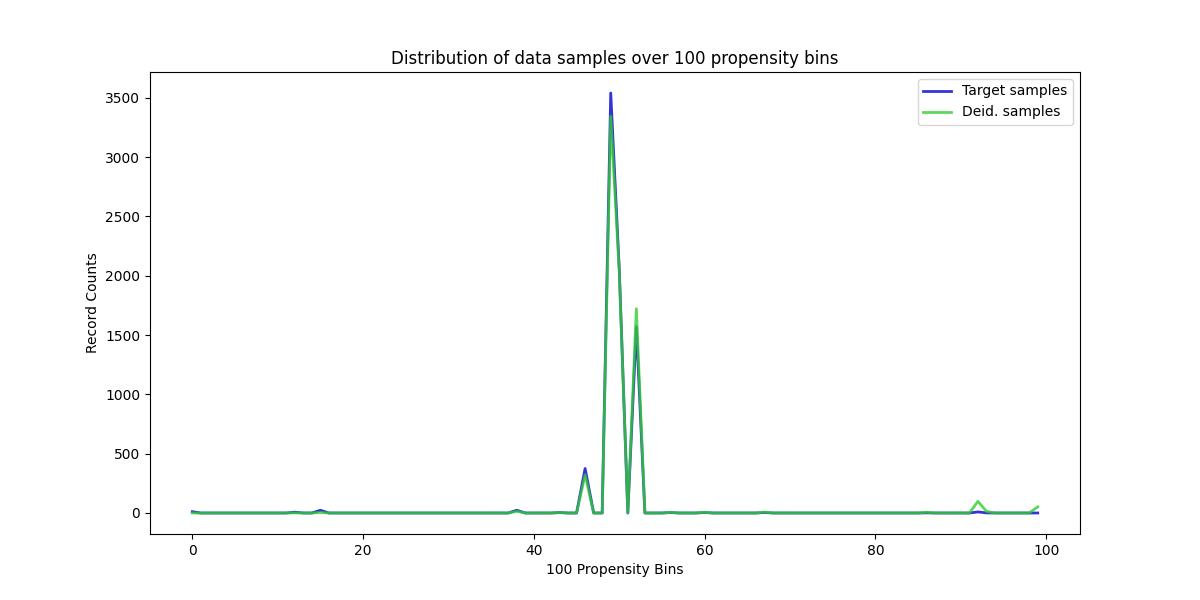 Distribution of data samples over 100 propensity bins
Target samples
Deid. samples
Record Counts
3500
3000
2500
2000
1500
1000
500
0
0 20 40 60 80 100
100 Propensity Bins